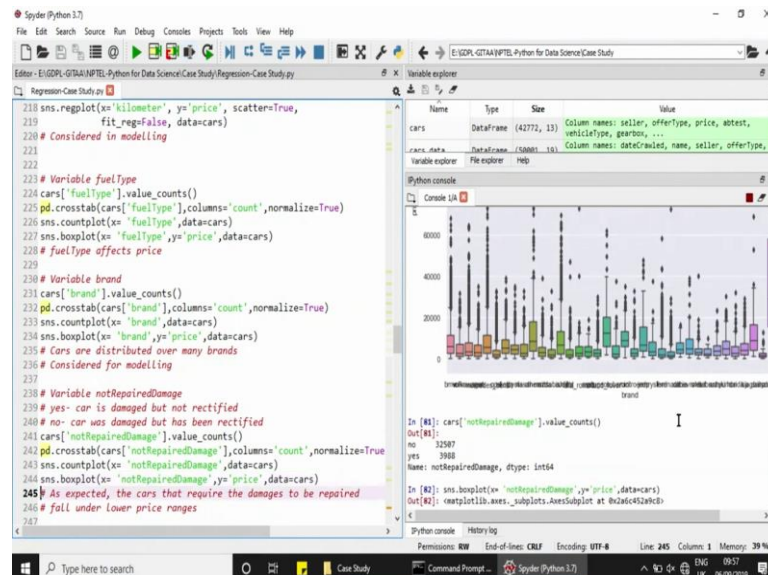 Spyder (Python 3.7)
File Edit Search Source Run Debug Consoles Projects Tools View Help
E:\GDPL-GITAA\NPTEL-Python for Data Science\Case Study
Editor - E:\GDPL-GITAA\NPTEL-Python for Data Science\Case Study\Regression-Case Study.py
Regression-Case Study.py
218 sns.regplot(x='kilometer', y='price', scatter=True,
219 fit_reg=False, data=cars)
220 # Considered in modelling
221
222
223 # Variable fuelType
224 cars['fuelType'].value_counts()
225 pd.crosstab(cars['fuelType'],columns='count',normalize=True)
226 sns.countplot(x= 'fuelType',data=cars)
227 sns.boxplot(x= 'fuelType',y='price',data=cars)
228 # fuelType affects price
229
230 # Variable brand
231 cars['brand'].value_counts()
232 pd.crosstab(cars['brand'],columns='count',normalize=True)
233 sns.countplot(x= 'brand',data=cars)
234 sns.boxplot(x= 'brand',y='price',data=cars)
235 # Cars are distributed over many brands
236 # Considered for modelling
237
238 # Variable notRepairedDamage
239 # yes- car is damaged but not rectified
240 # no- car was damaged but has been rectified
241 cars['notRepairedDamage'].value_counts()
242 pd.crosstab(cars['notRepairedDamage'],columns='count',normalize=True
243 sns.countplot(x= 'notRepairedDamage',data=cars)
244 sns.boxplot(x= 'notRepairedDamage',y='price',data=cars)
245 # As expected, the cars that require the damages to be repaired
246 # fall under lower price ranges
247
Variable explorer
Name Type Size Value
cars DataFrame (42772, 13) Column names: seller, offerType, price, abtest,
vehicleType, gearbox, ...
cars_data DataFrame (50001, 19) Column names: dateCrawled, name, seller, offerType,
Variable explorer File explorer Help
IPython console
Console 1/A
60000
40000
20000
0
brand
In [81]: cars['notRepairedDamage'].value_counts()
Out[81]:
no 32507
yes 3988
Name: notRepairedDamage, dtype: int64
In [82]: sns.boxplot(x= 'notRepairedDamage',y='price',data=cars)
Out[82]: <matplotlib.axes._subplots.AxesSubplot at 0x2a6c452a9c8>
IPython console History log
Permissions: RW End-of-lines: CRLF Encoding: UTF-8 Line: 245 Column: 1 Memory: 39 %
Type here to search
Case Study
Command Prompt ...
Spyder (Python 3.7)
ENG
09:57